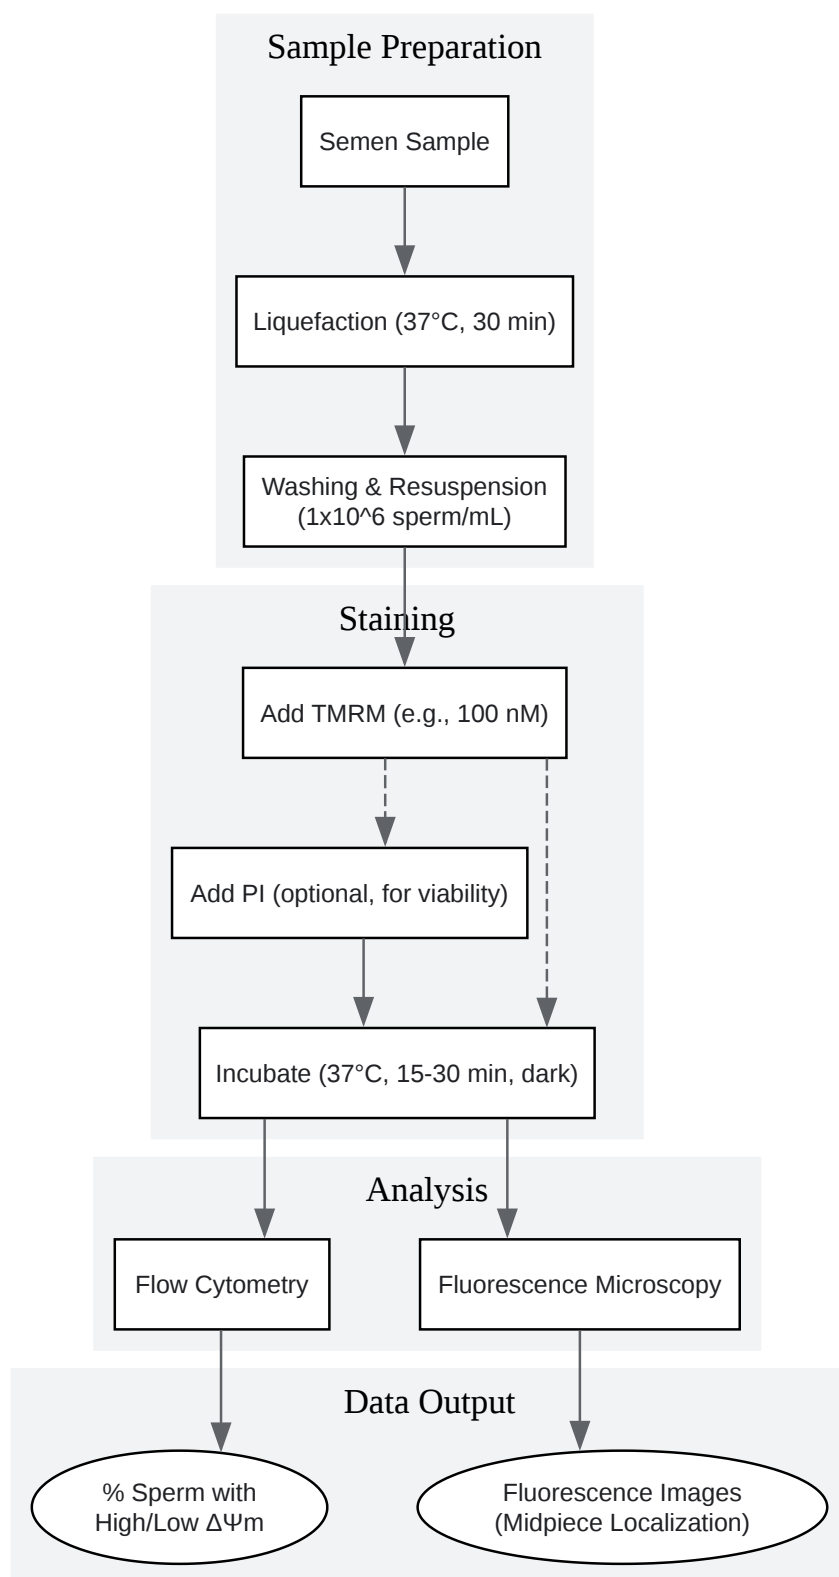 Sample Preparation
Semen Sample
Liquefaction (37°C, 30 min)
Washing & Resuspension
(1x10^6 sperm/mL)
Staining
Add TMRM (e.g., 100 nM)
Add PI (optional, for viability)
Incubate (37°C, 15-30 min, dark)
Analysis
Flow Cytometry
Fluorescence Microscopy
Data Output
% Sperm with
High/Low ΔΨm
Fluorescence Images
(Midpiece Localization)